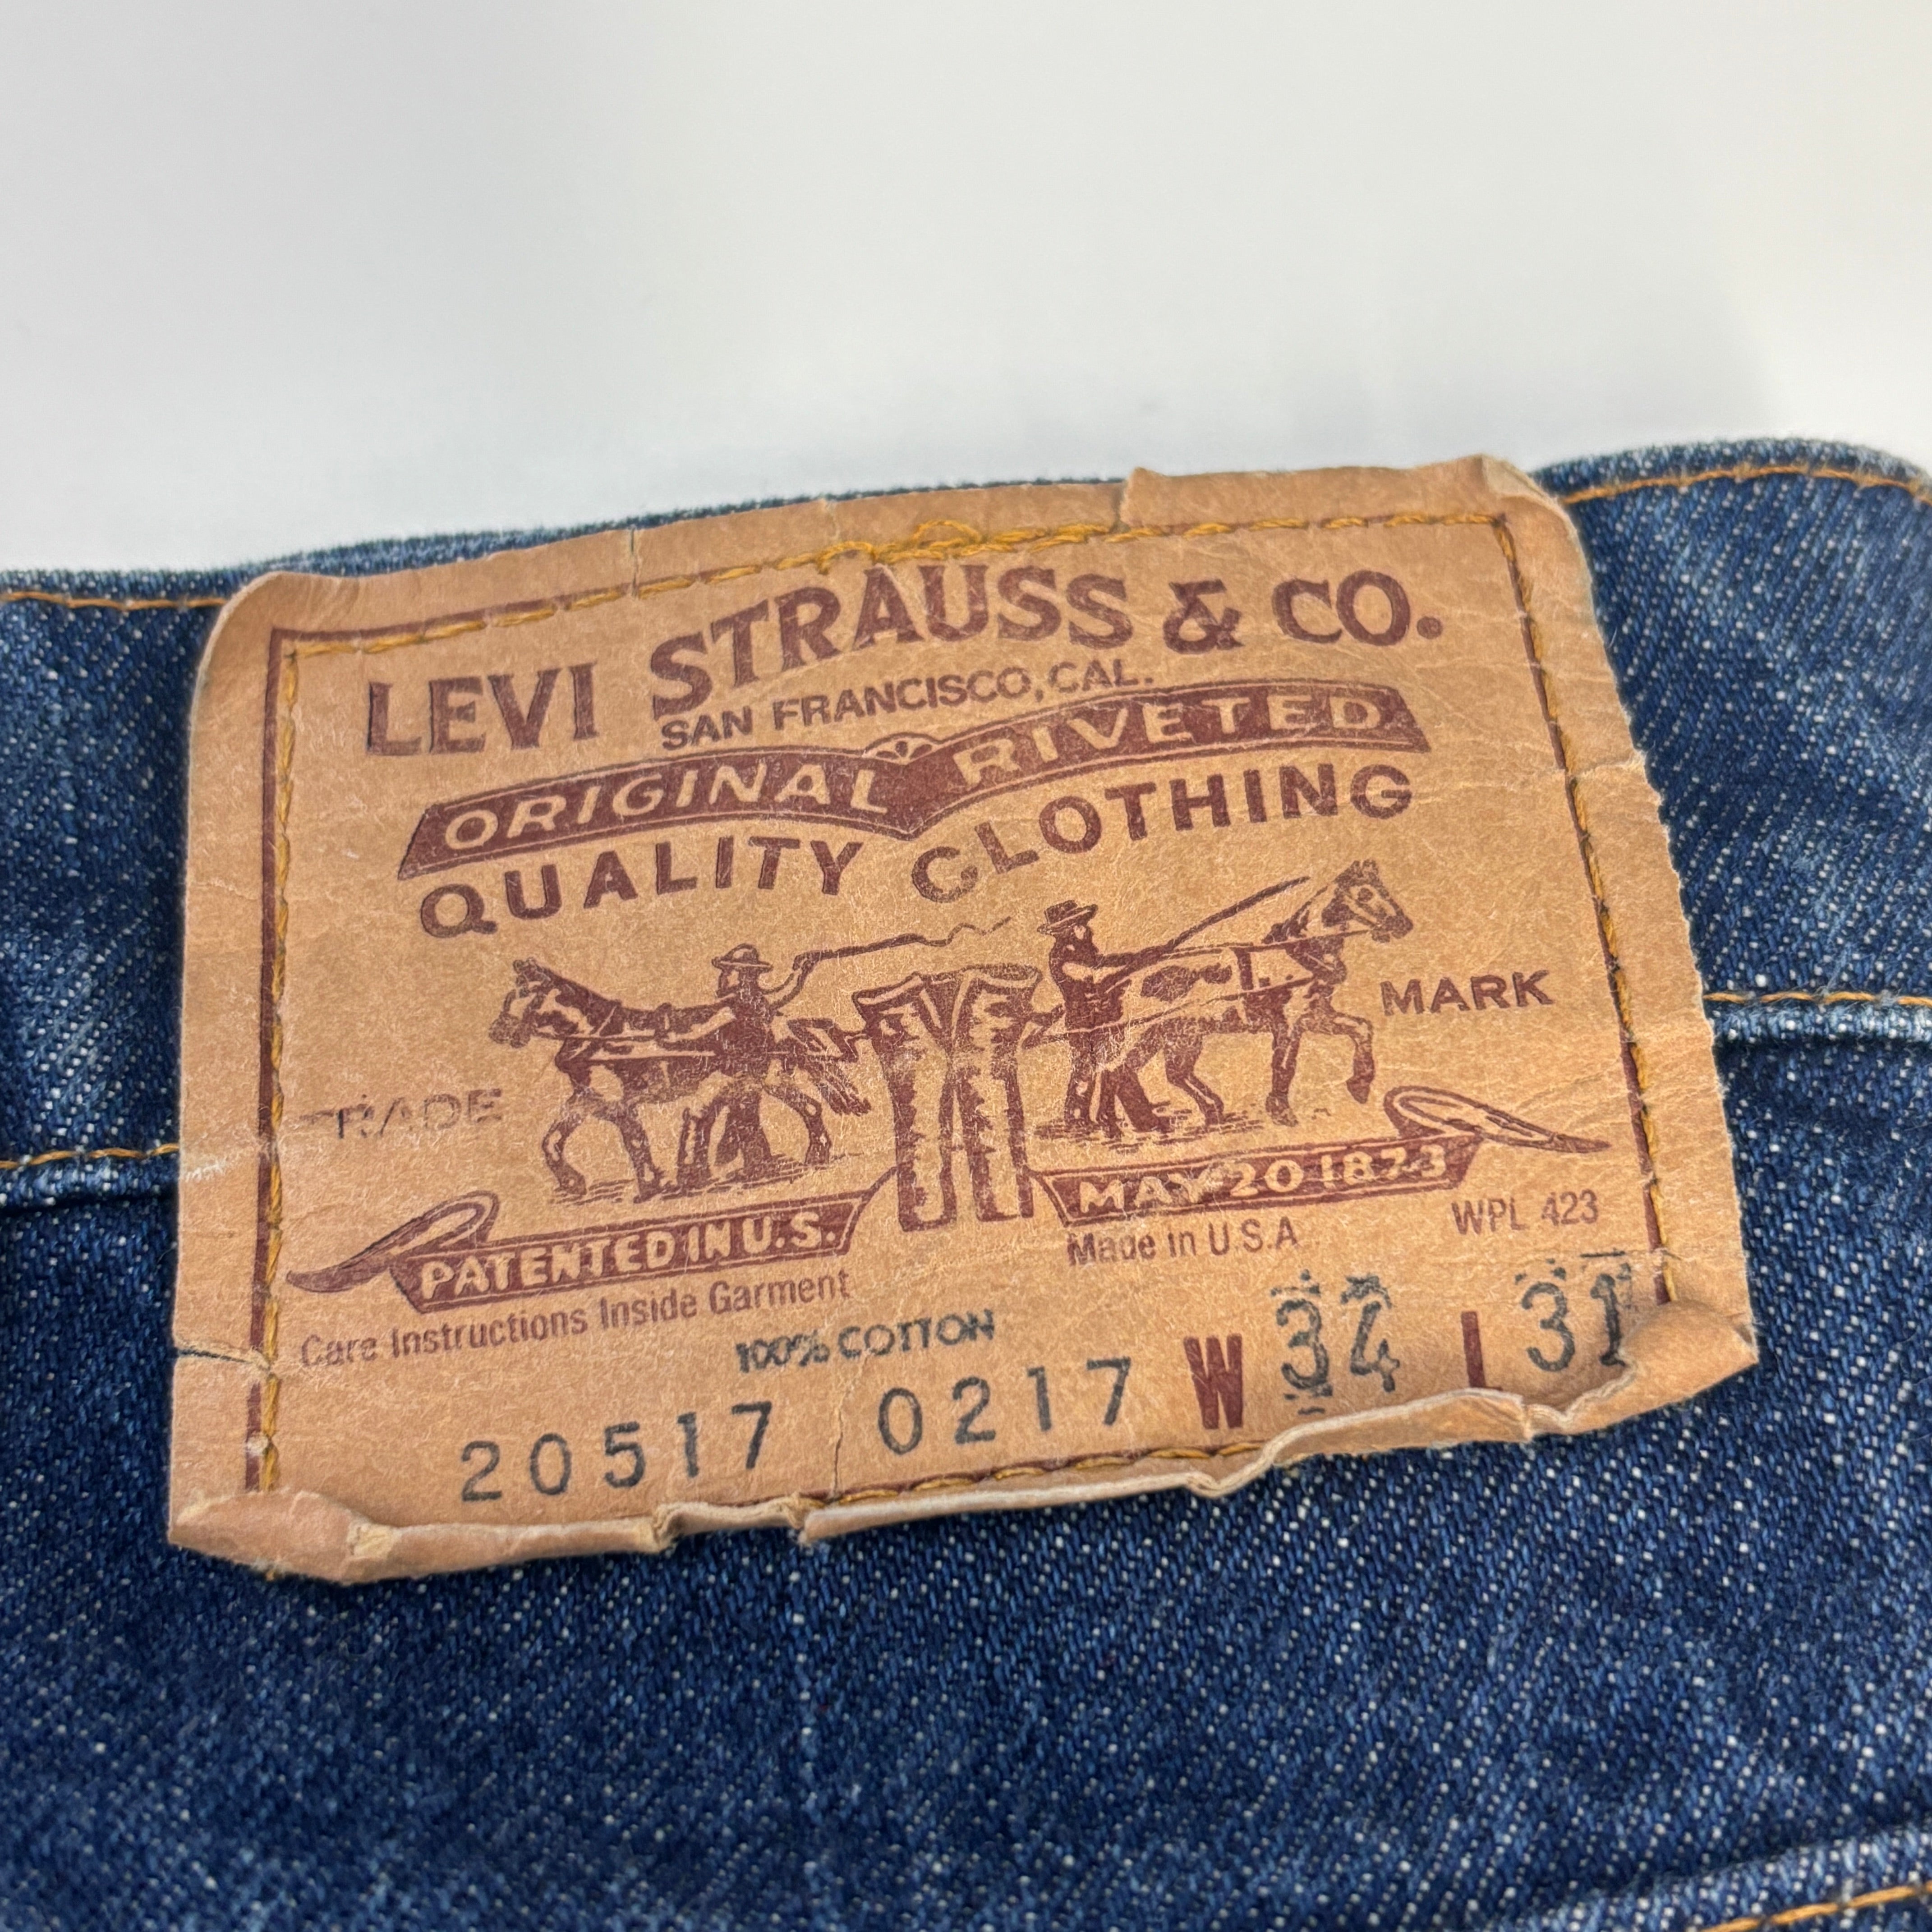 LEVI STRAUSS & CO.
SAN FRANCISCO, CAL.
ORIGINAL RIVETED
QUALITY CLOTHING
TRADE MARK
PATENTED IN U.S. MAY 20 1873
Made in U.S.A. WPL 423
Care Instructions Inside Garment
100% COTTON
20517 0217 W 34 L 31